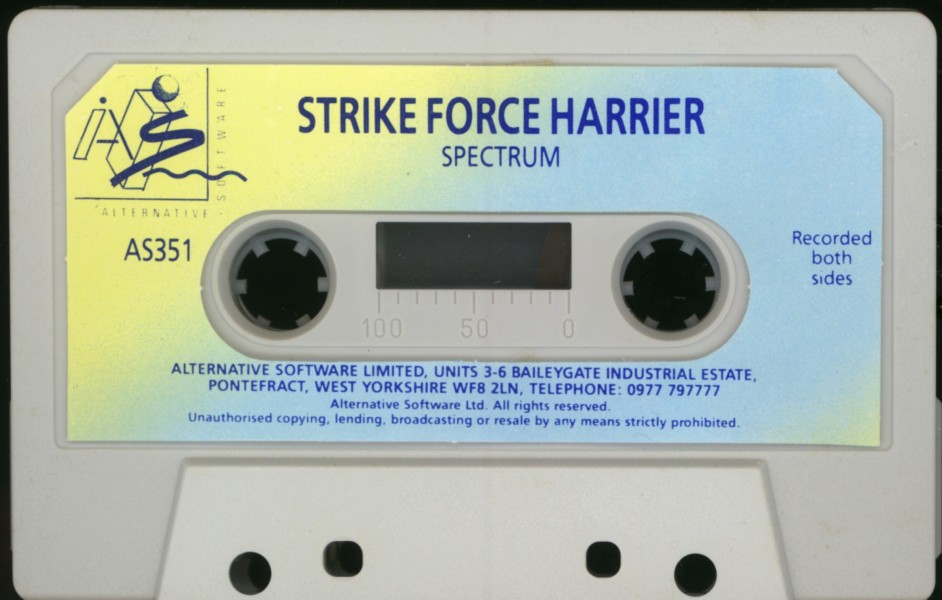 STRIKE FORCE HARRIER
SPECTRUM
SOFTWARE
ALTERNATIVE
AS351
Recorded
both
sides
100 50 0
ALTERNATIVE SOFTWARE LIMITED, UNITS 3-6 BAILEYGATE INDUSTRIAL ESTATE,
PONTEFRACT, WEST YORKSHIRE WF8 2LN, TELEPHONE: 0977 797777
Alternative Software Ltd. All rights reserved.
Unauthorised copying, lending, broadcasting or resale by any means strictly prohibited.